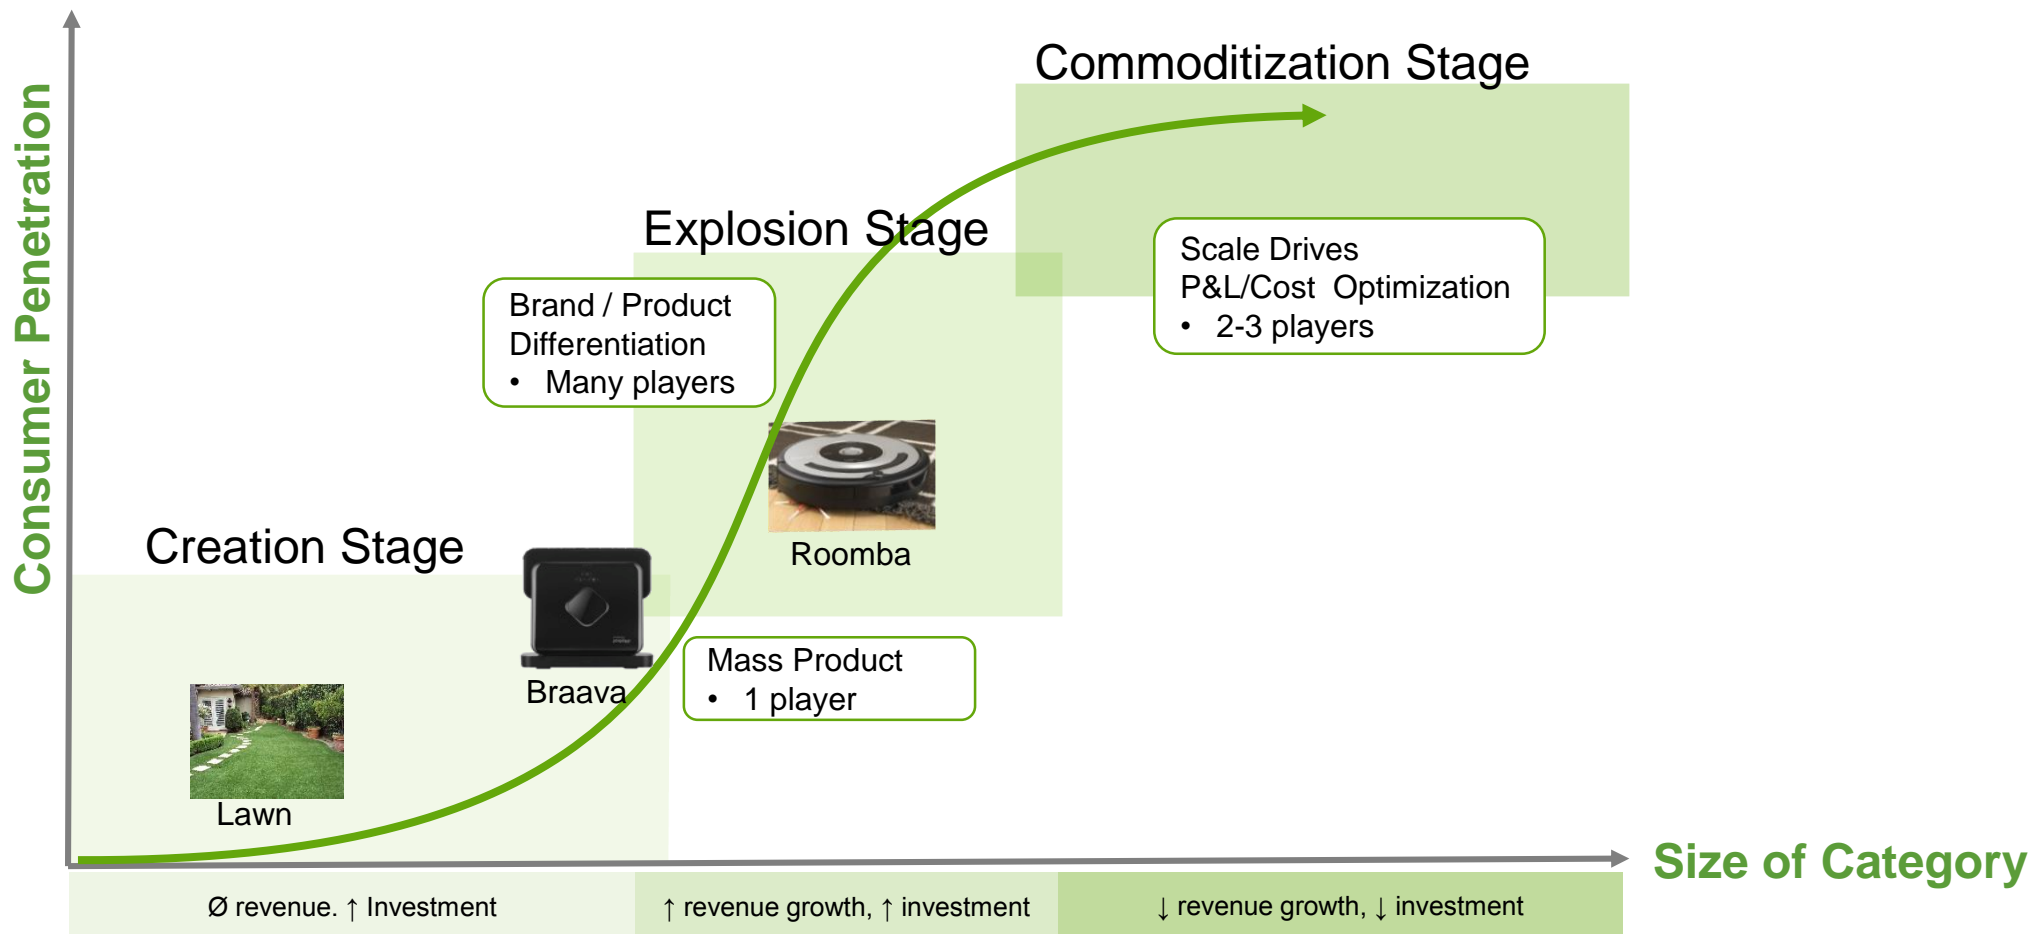 Commoditization Stage
Consumer Penetration
Explosion Stage
Scale Drives
P&L/Cost  Optimization
• 2-3 players
Brand / Product
Differentiation
• Many players
Creation Stage
Roomba
Mass Product
• 1 player
Braava
Lawn
Size of Category
Ø revenue. ↑ Investment
↑ revenue growth, ↑ investment
↓ revenue growth, ↓ investment